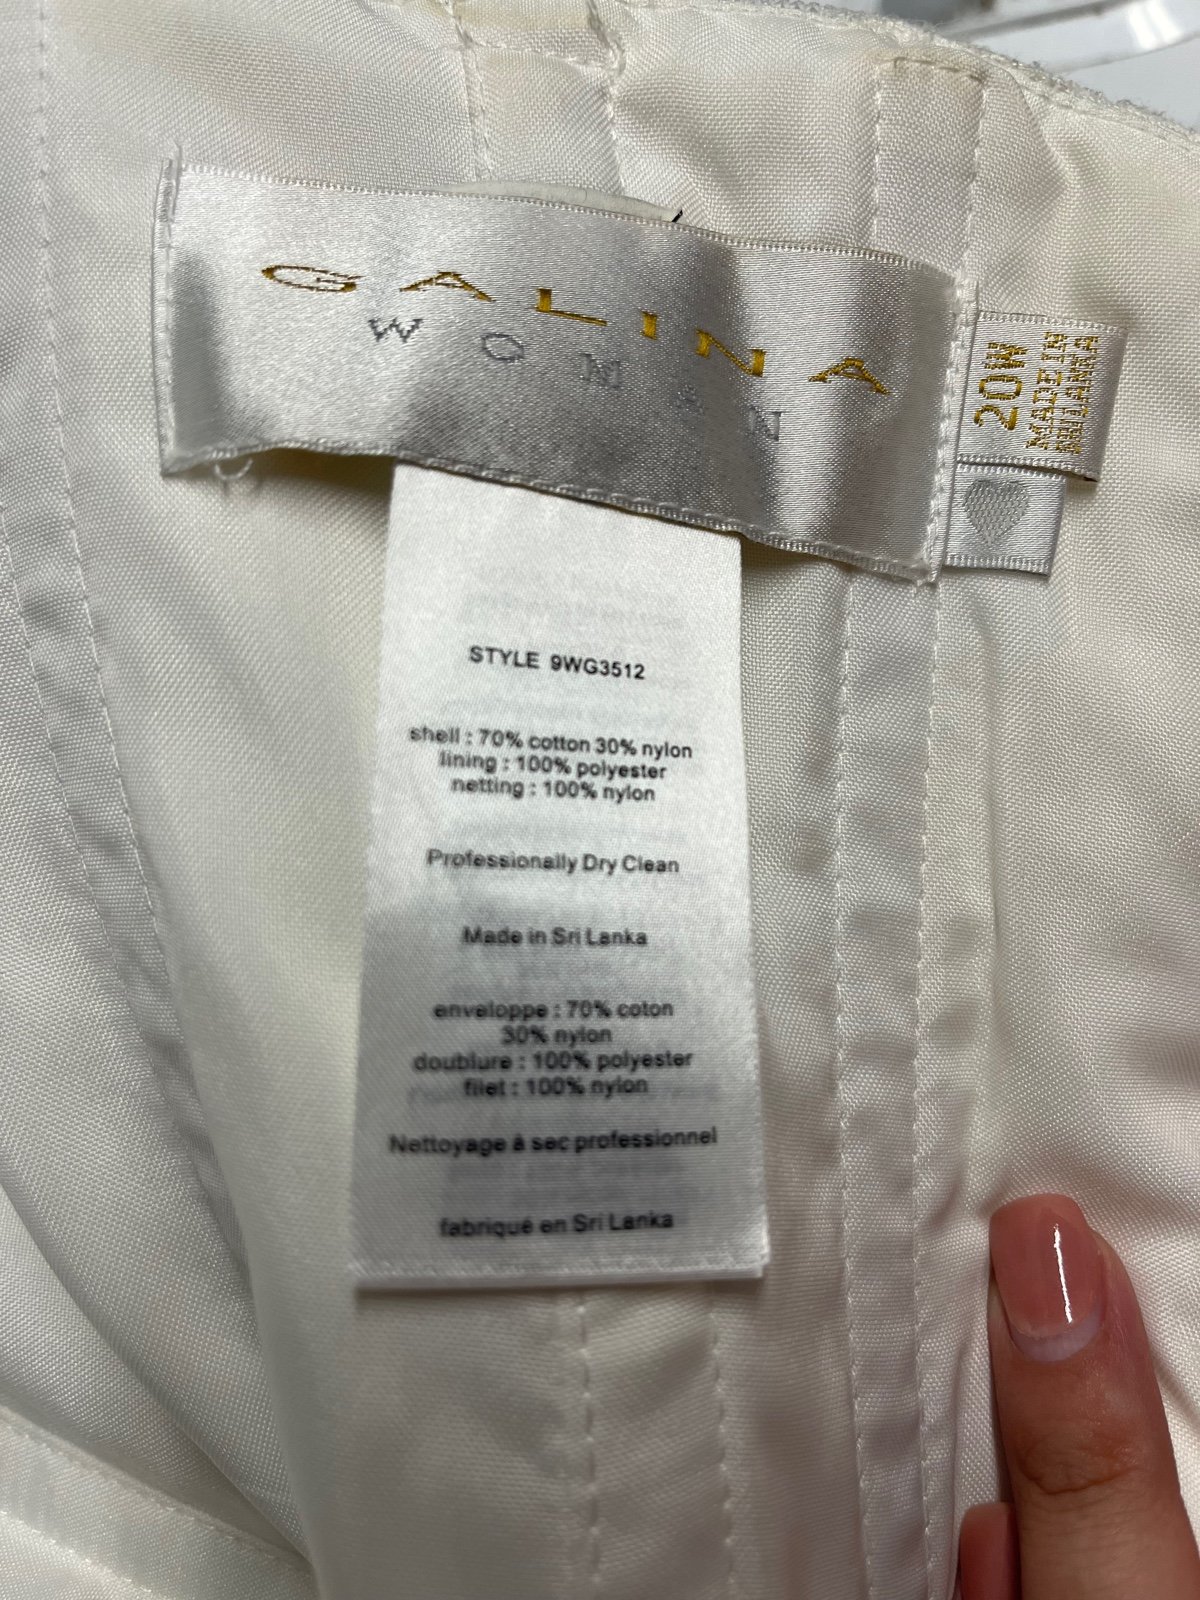 GALINA
WOMAN
20W
MADE IN
SRI LANKA
STYLE 9WG3512
shell : 70% cotton 30% nylon
lining : 100% polyester
netting : 100% nylon
Professionally Dry Clean
Made in Sri Lanka
enveloppe : 70% coton
30% nylon
doublure : 100% polyester
filet : 100% nylon
Nettoyage à sec professionnel
fabriqué en Sri Lanka